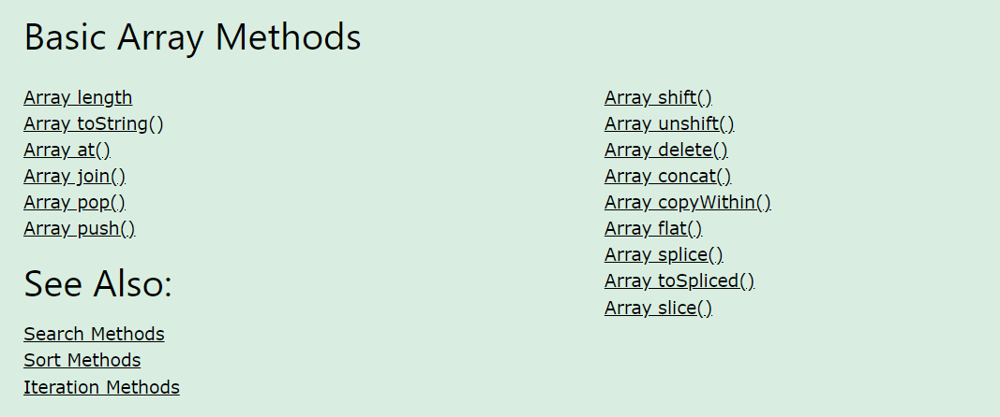 Basic Array Methods
Array length
Array toString()
Array at()
Array join()
Array pop()
Array push()
See Also:
Search Methods
Sort Methods
Iteration Methods
Array shift()
Array unshift()
Array delete()
Array concat()
Array copyWithin()
Array flat()
Array splice()
Array toSpliced()
Array slice()